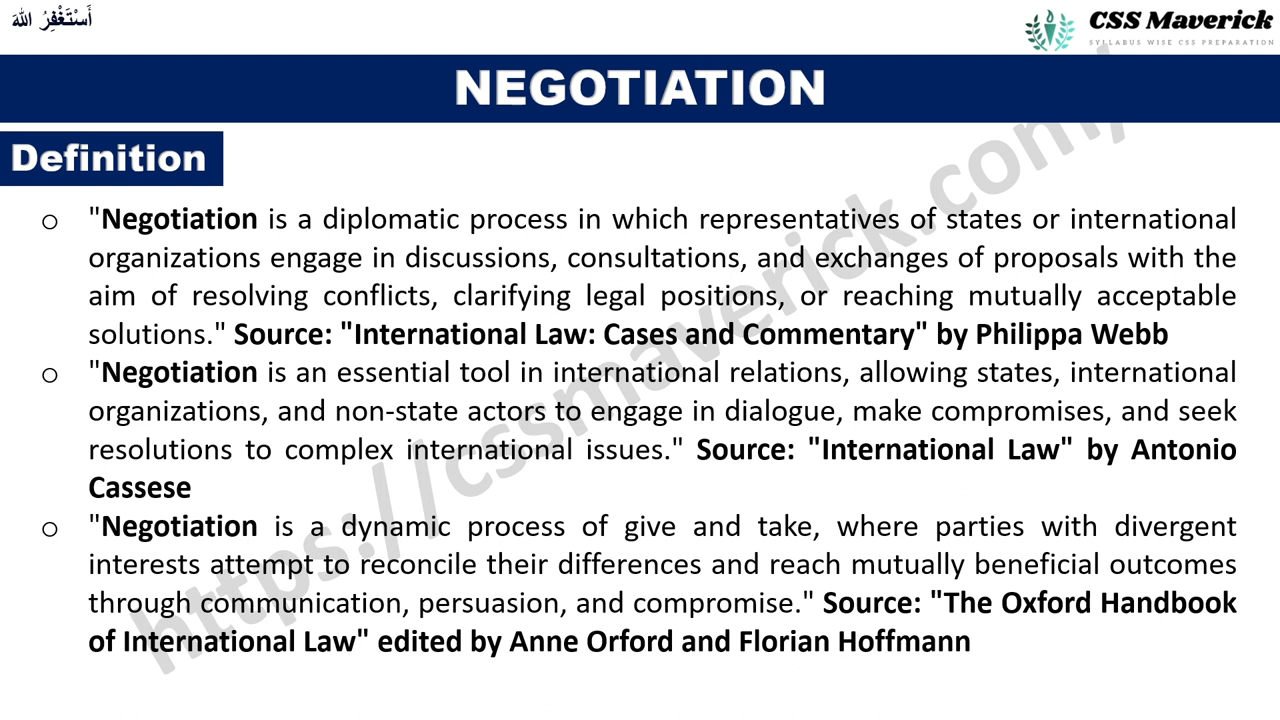 أَسْتَغْفِرُ اللهَ
CSS Maverick
SYLLABUS WISE CSS PREPARATION
NEGOTIATION
Definition
o "Negotiation is a diplomatic process in which representatives of states or international
organizations engage in discussions, consultations, and exchanges of proposals with the
aim of resolving conflicts, clarifying legal positions, or reaching mutually acceptable
solutions." Source: "International Law: Cases and Commentary" by Philippa Webb
o "Negotiation is an essential tool in international relations, allowing states, international
organizations, and non-state actors to engage in dialogue, make compromises, and seek
resolutions to complex international issues." Source: "International Law" by Antonio
Cassese
o "Negotiation is a dynamic process of give and take, where parties with divergent
interests attempt to reconcile their differences and reach mutually beneficial outcomes
through communication, persuasion, and compromise." Source: "The Oxford Handbook
of International Law" edited by Anne Orford and Florian Hoffmann
https://cssmaverick.com/